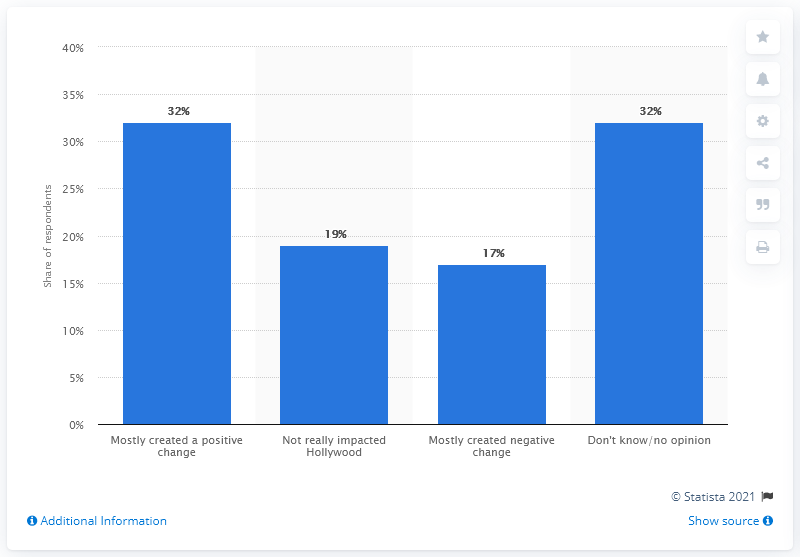 40%
35%
30%
25%
20%
15%
10%
5%
0%
Share of respondents
32%
19%
17%
32%
Mostly created a positive
change
Not really impacted
Hollywood
Mostly created negative
change
Don't know/no opinion
© Statista 2021
Additional Information
Show source